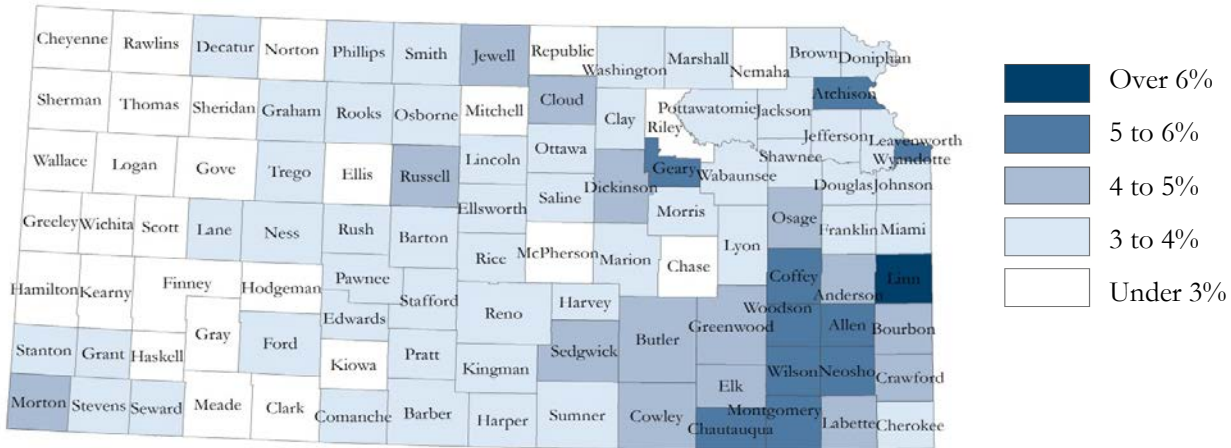 Cheyenne Rawlins Decatur Norton Phillips Smith Jewell Republic Washington Marshall Nemaha Brown Doniphan
Sherman Thomas Sheridan Graham Rooks Osborne Mitchell Cloud Clay Riley Pottawatomie Jackson Atchison
Jefferson Leavenworth
Wallace Logan Gove Trego Ellis Russell Lincoln Ottawa Dickinson Geary Wabaunsee Shawnee Wyandotte
Ellsworth Saline Morris Douglas Johnson
Greeley Wichita Scott Lane Ness Rush Barton Rice McPherson Marion Chase Lyon Osage Franklin Miami
Hamilton Kearny Finney Hodgeman Pawnee Stafford Reno Harvey Coffey Anderson Linn
Gray Edwards Butler Greenwood Woodson Allen Bourbon
Stanton Grant Haskell Ford Kiowa Pratt Kingman Sedgwick Elk Wilson Neosho Crawford
Morton Stevens Seward Meade Clark Comanche Barber Harper Sumner Cowley Chautauqua Montgomery Labette Cherokee
Over 6%
5 to 6%
4 to 5%
3 to 4%
Under 3%